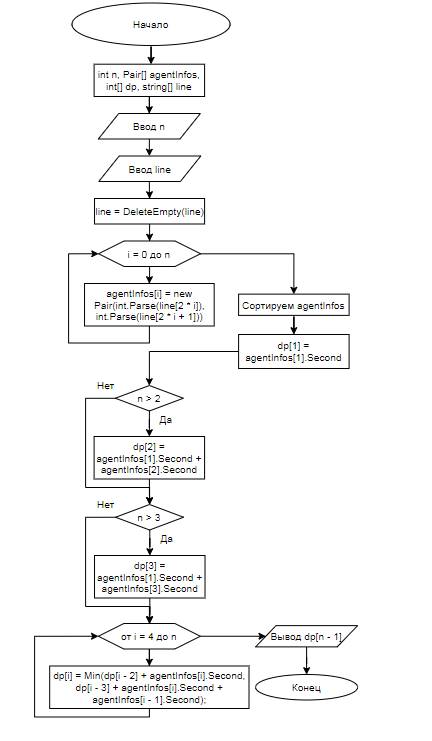 Начало
int n, Pair[] agentInfos,
int[] dp, string[] line
Ввод n
Ввод line
line = DeleteEmpty(line)
i = 0 до n
agentInfos[i] = new
Pair(int.Parse(line[2 * i]),
int.Parse(line[2 * i + 1]))
Сортируем agentInfos
dp[1] =
agentInfos[1].Second
Нет
n > 2
Да
dp[2] =
agentInfos[1].Second +
agentInfos[2].Second
Нет
n > 3
Да
dp[3] =
agentInfos[1].Second +
agentInfos[3].Second
от i = 4 до n
Вывод dp[n - 1]
dp[i] = Min(dp[i - 2] + agentInfos[i].Second,
dp[i - 3] + agentInfos[i].Second +
agentInfos[i - 1].Second);
Конец